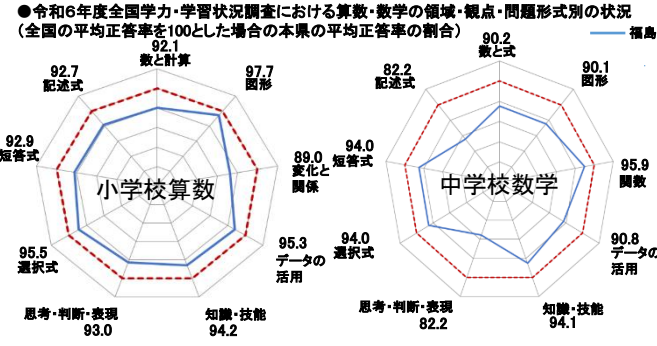 ●令和6年度全国学力・学習状況調査における算数・数学の領域・観点・問題形式別の状況
（全国の平均正答率を100とした場合の本県の平均正答率の割合）
福島
92.1
数と計算
97.7
図形
89.0
変化と
関係
95.3
データの
活用
知識・技能
94.2
思考・判断・表現
93.0
95.5
選択式
92.9
短答式
92.7
記述式
小学校算数
90.2
数と式
90.1
図形
95.9
関数
90.8
データの
活用
知識・技能
94.1
思考・判断・表現
82.2
94.0
選択式
94.0
短答式
82.2
記述式
中学校数学